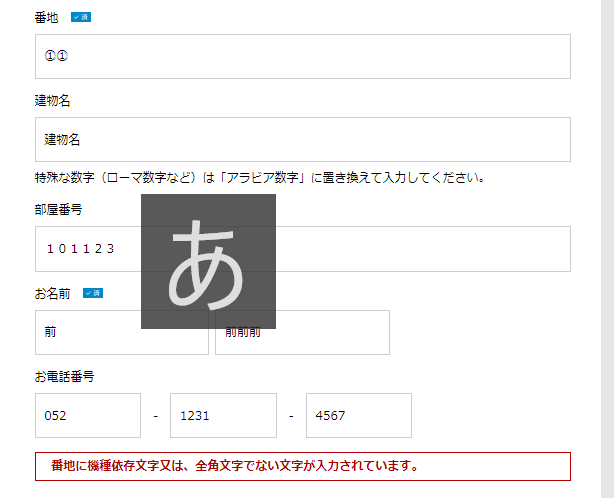 番地 ✓ 済
①①
建物名
建物名
特殊な数字（ローマ数字など）は「アラビア数字」に置き換えて入力してください。
部屋番号
１０１１２３
あ
お名前 ✓ 済
前 前前前
お電話番号
052 - 1231 - 4567
番地に機種依存文字又は、全角文字でない文字が入力されています。